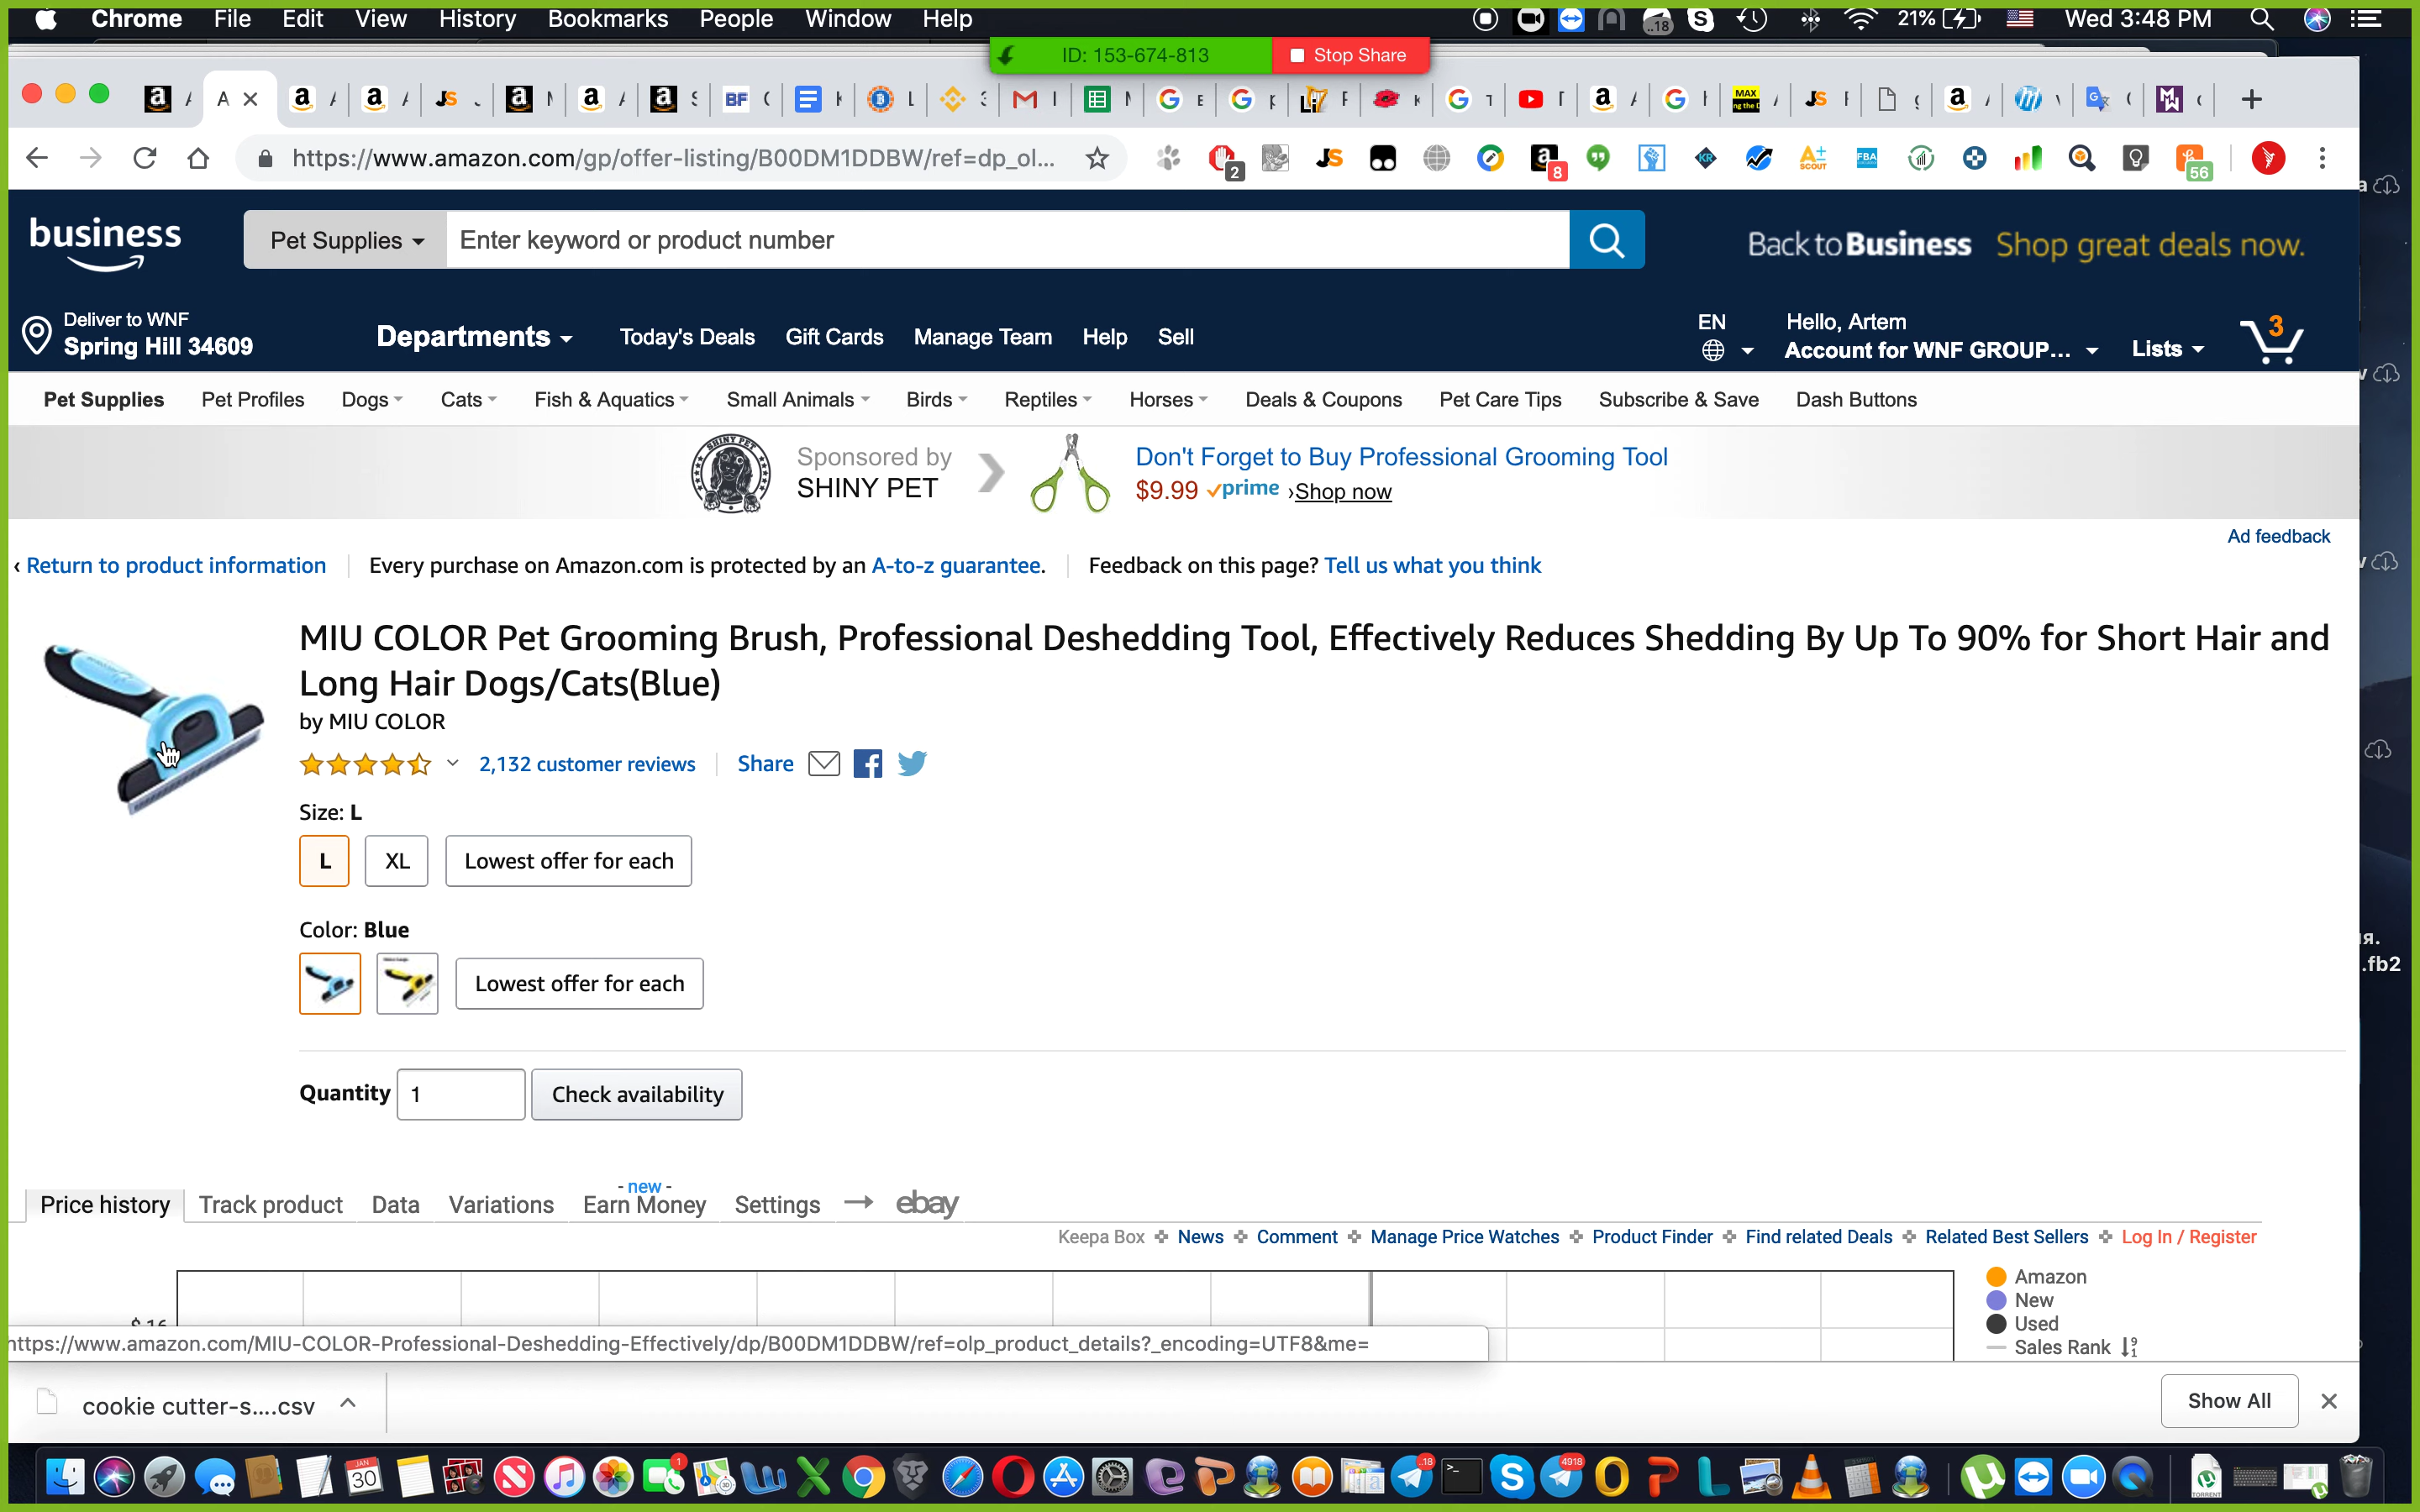 Chrome File Edit View History Bookmarks People Window Help 21% Wed 3:48 PM
ID: 153-674-813 Stop Share
https://www.amazon.com/gp/offer-listing/B00DM1DDBW/ref=dp_ol...
business Pet Supplies Enter keyword or product number Back to Business Shop great deals now.
Deliver to WNF
Spring Hill 34609
Departments Today's Deals Gift Cards Manage Team Help Sell
EN
Hello, Artem
Account for WNF GROUP... Lists 3
Pet Supplies Pet Profiles Dogs Cats Fish & Aquatics Small Animals Birds Reptiles Horses Deals & Coupons Pet Care Tips Subscribe & Save Dash Buttons
SHINY PET
Sponsored by
SHINY PET
Don't Forget to Buy Professional Grooming Tool
$9.99 prime ›Shop now
Ad feedback
‹ Return to product information Every purchase on Amazon.com is protected by an A-to-z guarantee. Feedback on this page? Tell us what you think
MIU COLOR Pet Grooming Brush, Professional Deshedding Tool, Effectively Reduces Shedding By Up To 90% for Short Hair and
Long Hair Dogs/Cats(Blue)
by MIU COLOR
2,132 customer reviews Share
Size: L
L XL Lowest offer for each
Color: Blue
Lowest offer for each
Quantity 1 Check availability
Price history Track product Data Variations - new - Earn Money Settings ebay
Keepa Box News Comment Manage Price Watches Product Finder Find related Deals Related Best Sellers Log In / Register
Amazon
New
Used
Sales Rank
ttps://www.amazon.com/MIU-COLOR-Professional-Deshedding-Effectively/dp/B00DM1DDBW/ref=olp_product_details?_encoding=UTF8&me=
cookie cutter-s....csv Show All
.fb2